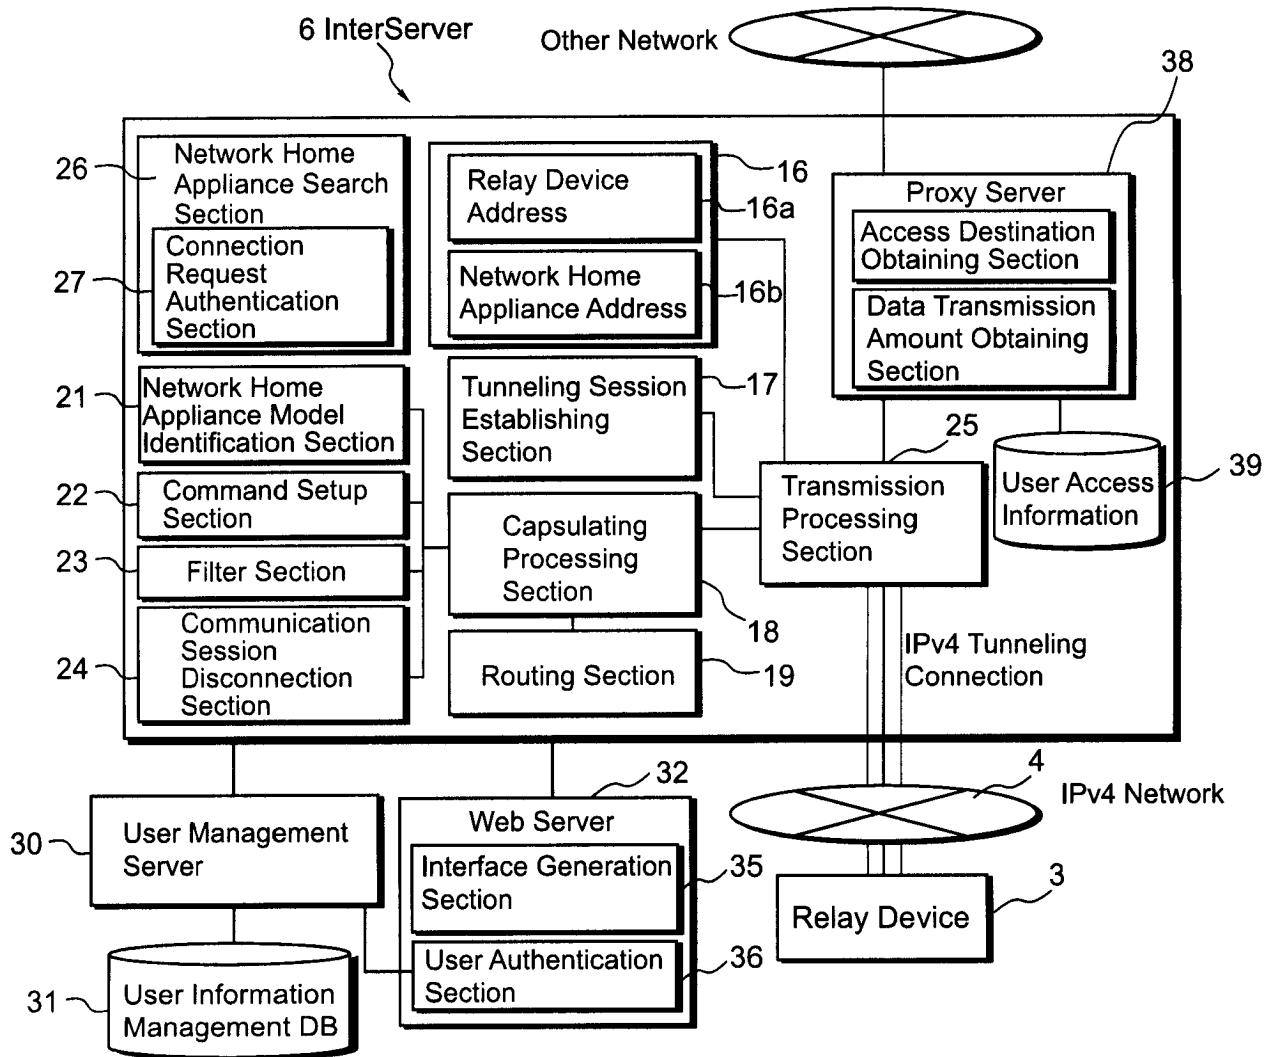 6 InterServer
Other Network
38
26
Network Home
Appliance Search
Section
27
Connection
Request
Authentication
Section
16
Relay Device
Address
16a
Network Home
Appliance Address
16b
Proxy Server
Access Destination
Obtaining Section
Data Transmission
Amount Obtaining
Section
21
Network Home
Appliance Model
Identification Section
Tunneling Session
Establishing
Section
17
25
22
Command Setup
Section
Transmission
Processing
Section
User Access
Information
39
23
Filter Section
Capsulating
Processing
Section
18
24
Communication
Session
Disconnection
Section
Routing Section
19
IPv4 Tunneling
Connection
30
User Management
Server
32
Web Server
Interface Generation
Section
35
User Authentication
Section
36
4
IPv4 Network
3
Relay Device
31
User Information
Management DB